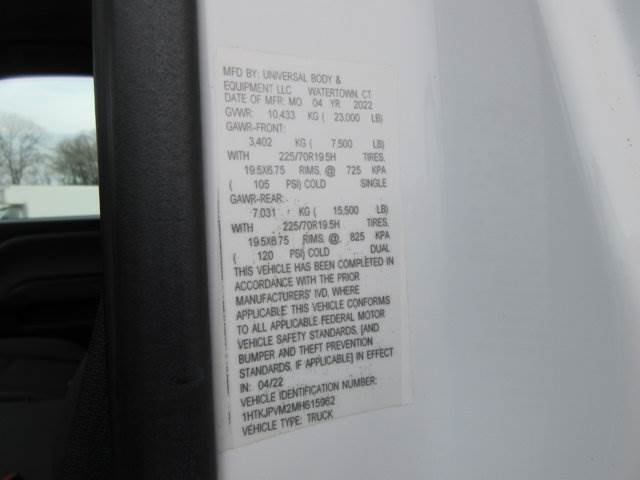 MFD BY: UNIVERSAL BODY &
EQUIPMENT LLC WATERTOWN, CT
DATE OF MFR: MO 04 YR 2022
GVWR: 10,433 KG ( 23,000 LB)
GAWR-FRONT:
3,402 KG ( 7,500 LB)
WITH 225/70R19.5H TIRES,
19.5X6.75 RIMS, @ 725 KPA
( 105 PSI) COLD SINGLE
GAWR-REAR:
7,031 KG ( 15,500 LB)
WITH 225/70R19.5H TIRES,
19.5X6.75 RIMS, @ 825 KPA
( 120 PSI) COLD DUAL
THIS VEHICLE HAS BEEN COMPLETED IN
ACCORDANCE WITH THE PRIOR
MANUFACTURERS' IVD, WHERE
APPLICABLE THIS VEHICLE CONFORMS
TO ALL APPLICABLE FEDERAL MOTOR
VEHICLE SAFETY STANDARDS, [AND
BUMPER AND THEFT PREVENTION
STANDARDS, IF APPLICABLE] IN EFFECT
IN: 04/22
VEHICLE IDENTIFICATION NUMBER:
1HTKJPVM2MH615962
VEHICLE TYPE: TRUCK